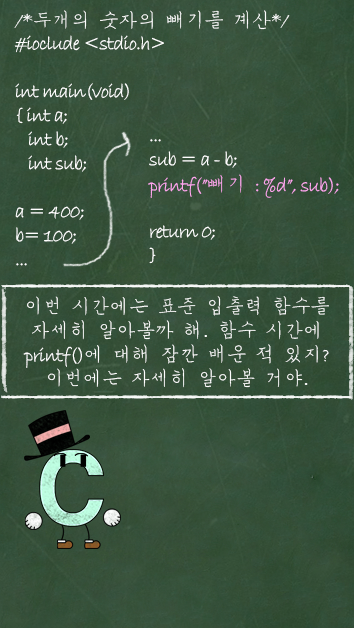 /*두개의 숫자의 빼기를 계산*/
#ioclude <stdio.h>
int main(void)
{ int a;
int b;
int sub;
a = 400;
b= 100;
...
...
sub = a - b;
printf("빼기 : %d", sub);
return 0;
}
이번 시간에는 표준 입출력 함수를
자세히 알아볼까 해. 함수 시간에
printf()에 대해 잠깐 배운 적 있지?
이번에는 자세히 알아볼 거야.
C